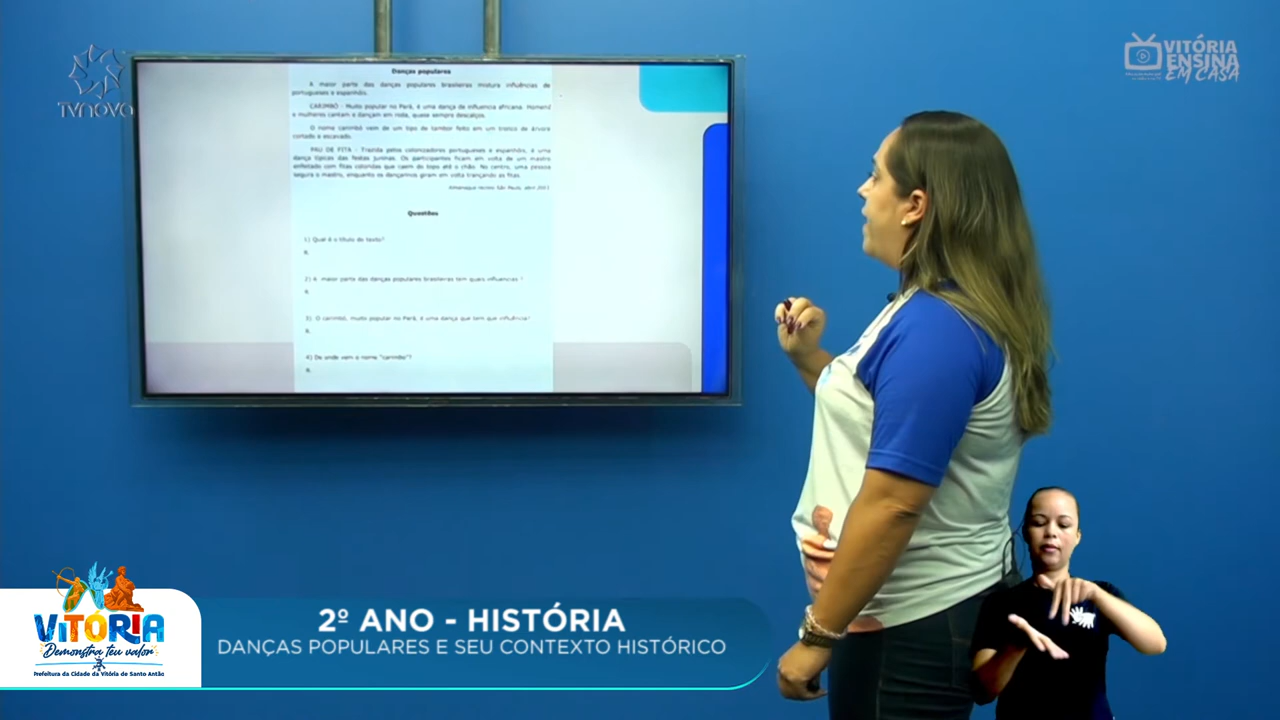 TVNOVO
VITÓRIA
ENSINA
EM CASA
Danças populares
A maior parte das danças populares brasileiras mistura influências de
portugueses e espanhóis.
CARIMBÓ - Muito popular no Pará, é uma dança de influencia africana. Homens
e mulheres cantam e dançam em roda, quase sempre descalços.
O nome carimbó vem de um tipo de tambor feito em um tronco de árvore
cortado e escavado.
PAU DE FITA - Trazida pelos colonizadores portugueses e espanhóis, é uma
dança típica das festas juninas. Os participantes ficam em volta de um mastro
enfeitado com fitas coloridas que caem do topo até o chão. No centro, uma pessoa
segura o mastro, enquanto os dançarinos giram em volta trançando as fitas.
Almanaque recreio São Paulo, abril 2003
Questões
1) Qual é o título do texto?
R.
2) A maior parte das danças populares brasileiras tem quais influencias ?
R.
3) O carimbó, muito popular no Pará, é uma dança que tem que influência?
R.
4) De onde vem o nome "carimbó"?
R.
2º ANO - HISTÓRIA
DANÇAS POPULARES E SEU CONTEXTO HISTÓRICO
VITÓRIA
Demonstra teu valor
Prefeitura da Cidade da Vitória de Santo Antão